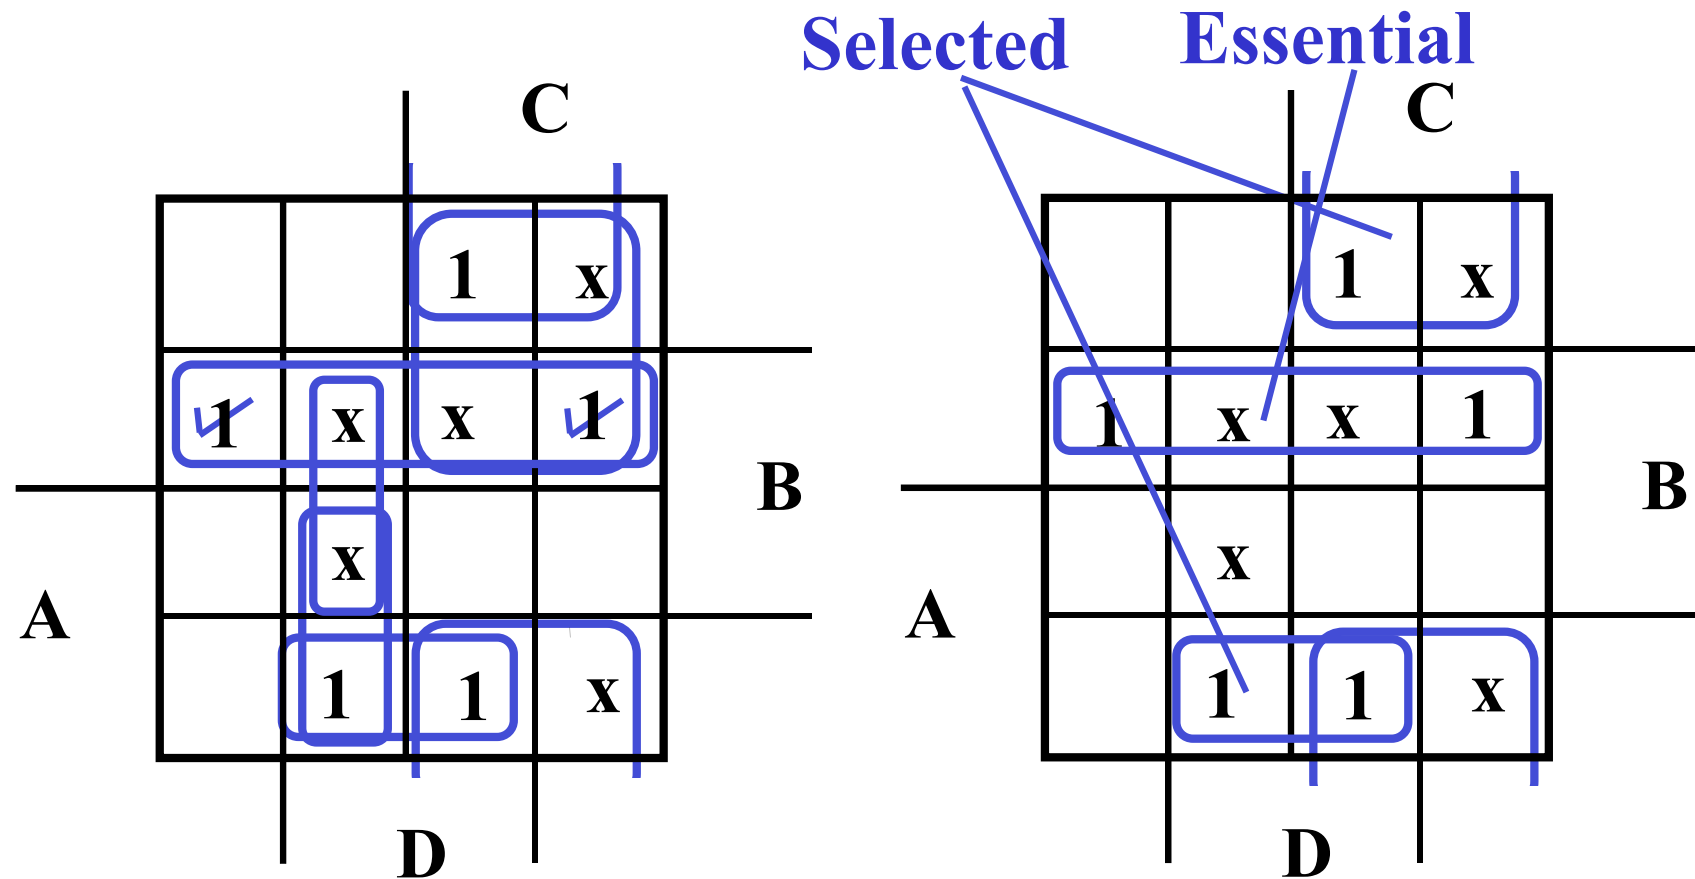 Selected Essential
C C
1 x 1 x
1 x x 1 1 x x 1
B B
x x
A A
1 1 x 1 1 x
D D